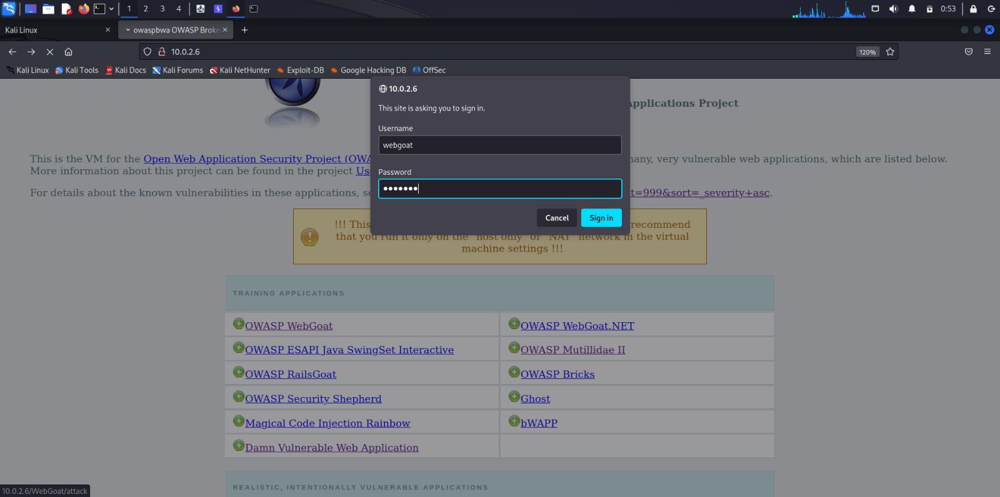 1 2 3 4
0:53
Kali Linux
owaspbwa OWASP Broke
10.0.2.6
120%
Kali Linux Kali Tools Kali Docs Kali Forums Kali NetHunter Exploit-DB Google Hacking DB OffSec
10.0.2.6
This site is asking you to sign in.
Username
webgoat
Password
•••••••
Cancel Sign in
Applications Project
This is the VM for the Open Web Application Security Project (OWA many, very vulnerable web applications, which are listed below.
More information about this project can be found in the project Us
For details about the known vulnerabilities in these applications, se t=999&sort=_severity+asc.
!!! This recommend
that you run it only on the "host only" or "NAT" network in the virtual
machine settings !!!
TRAINING APPLICATIONS
OWASP WebGoat OWASP WebGoat.NET
OWASP ESAPI Java SwingSet Interactive OWASP Mutillidae II
OWASP RailsGoat OWASP Bricks
OWASP Security Shepherd Ghost
Magical Code Injection Rainbow bWAPP
Damn Vulnerable Web Application
REALISTIC, INTENTIONALLY VULNERABLE APPLICATIONS
10.0.2.6/WebGoat/attack